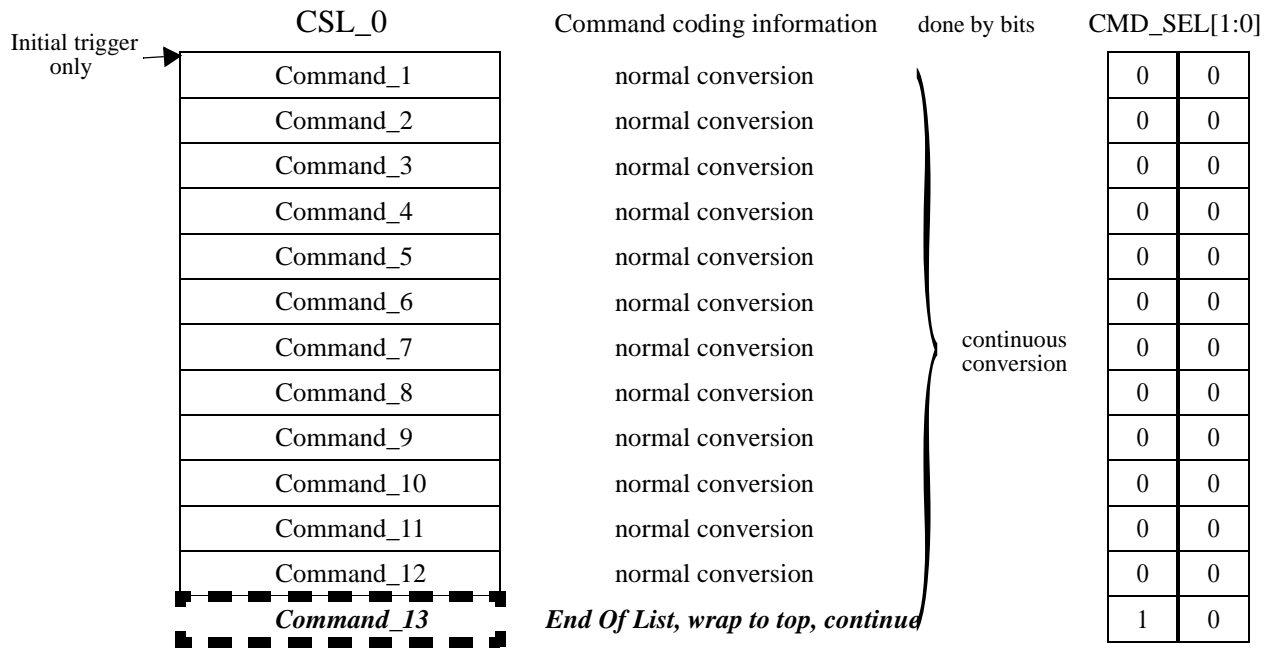 CSL_0 Command coding information done by bits CMD_SEL[1:0]
Initial trigger
only
Command_1 normal conversion 0 0
Command_2 normal conversion 0 0
Command_3 normal conversion 0 0
Command_4 normal conversion 0 0
Command_5 normal conversion 0 0
Command_6 normal conversion 0 0
Command_7 normal conversion 0 0
continuous
conversion
Command_8 normal conversion 0 0
Command_9 normal conversion 0 0
Command_10 normal conversion 0 0
Command_11 normal conversion 0 0
Command_12 normal conversion 0 0
Command_13 End Of List, wrap to top, continue 1 0